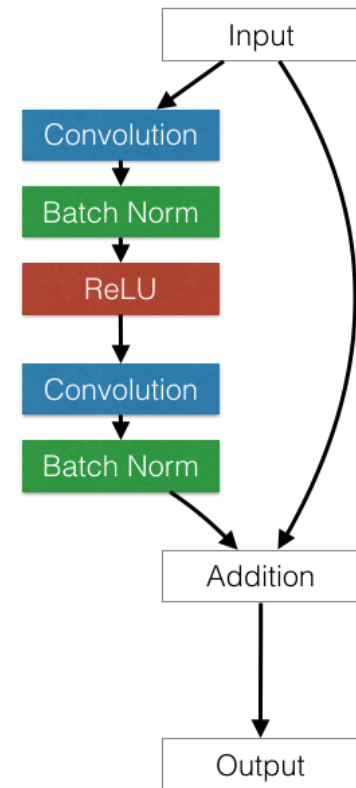 Input
Convolution
Batch Norm
ReLU
Convolution
Batch Norm
Addition
Output